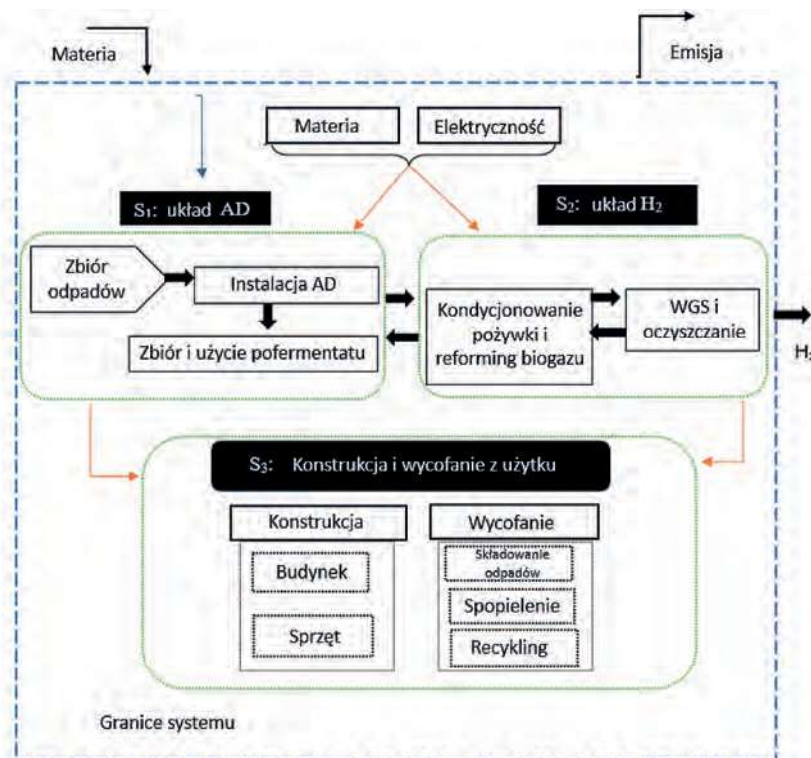 Materia
Emisja
Materia
Elektryczność
S₁: układ AD
S₂: układ H₂
Zbiór
odpadów
Instalacja AD
Zbiór i użycie pofermentatu
Kondycjonowanie
pożywki i
reforming biogazu
WGS i
oczyszczanie
S₃: Konstrukcja i wycofanie z użytku
Konstrukcja
Wycofanie
Budynek
Sprzęt
Składowanie
odpadów
Spopielenie
Recykling
Granice systemu